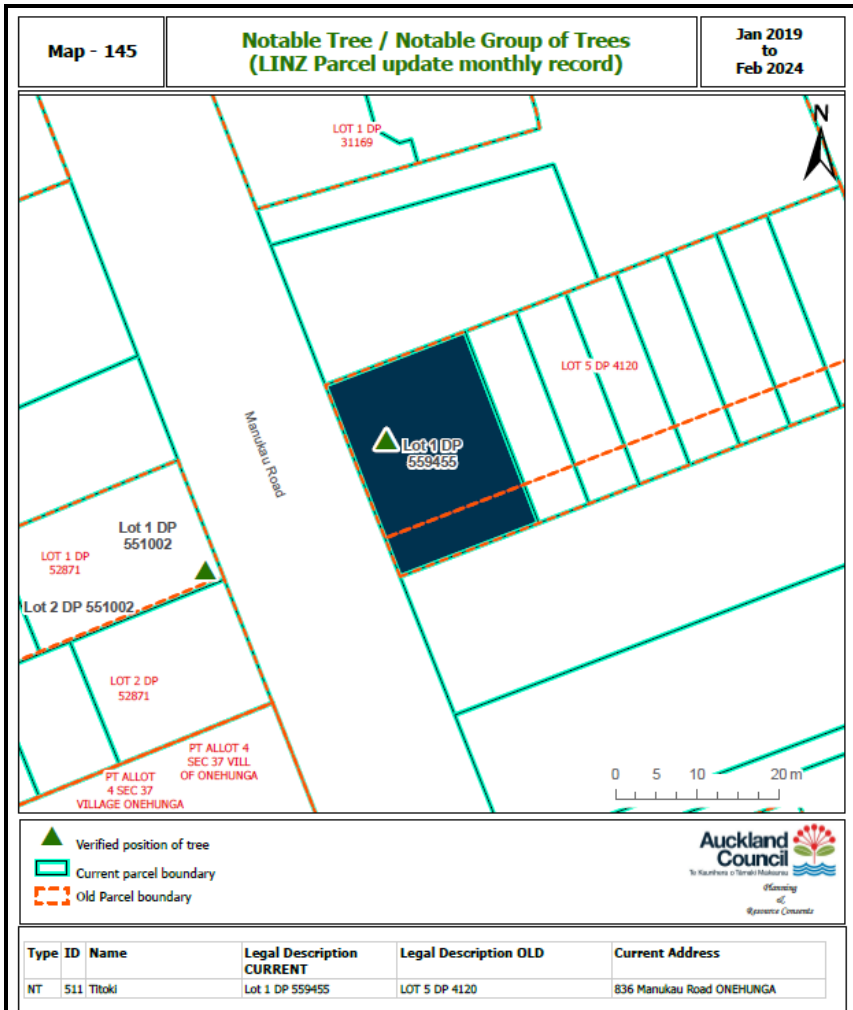 Map - 145
Notable Tree / Notable Group of Trees
(LINZ Parcel update monthly record)
Jan 2019
to
Feb 2024
N
LOT 1 DP
31169
LOT 5 DP 4120
Manukau Road
Lot 1 DP
559455
Lot 1 DP
551002
LOT 1 DP
52871
Lot 2 DP 551002
LOT 2 DP
52871
PT ALLOT 4
SEC 37 VILL
OF ONEHUNGA
PT ALLOT
4 SEC 37
VILLAGE ONEHUNGA
0 5 10 20 m
Verified position of tree
Current parcel boundary
Old Parcel boundary
Auckland
Council
Te Kaunihera o Tāmaki Makaurau
Planning
&
Resource Consents
Type ID Name Legal Description CURRENT Legal Description OLD Current Address
NT 511 Titoki Lot 1 DP 559455 LOT 5 DP 4120 836 Manukau Road ONEHUNGA